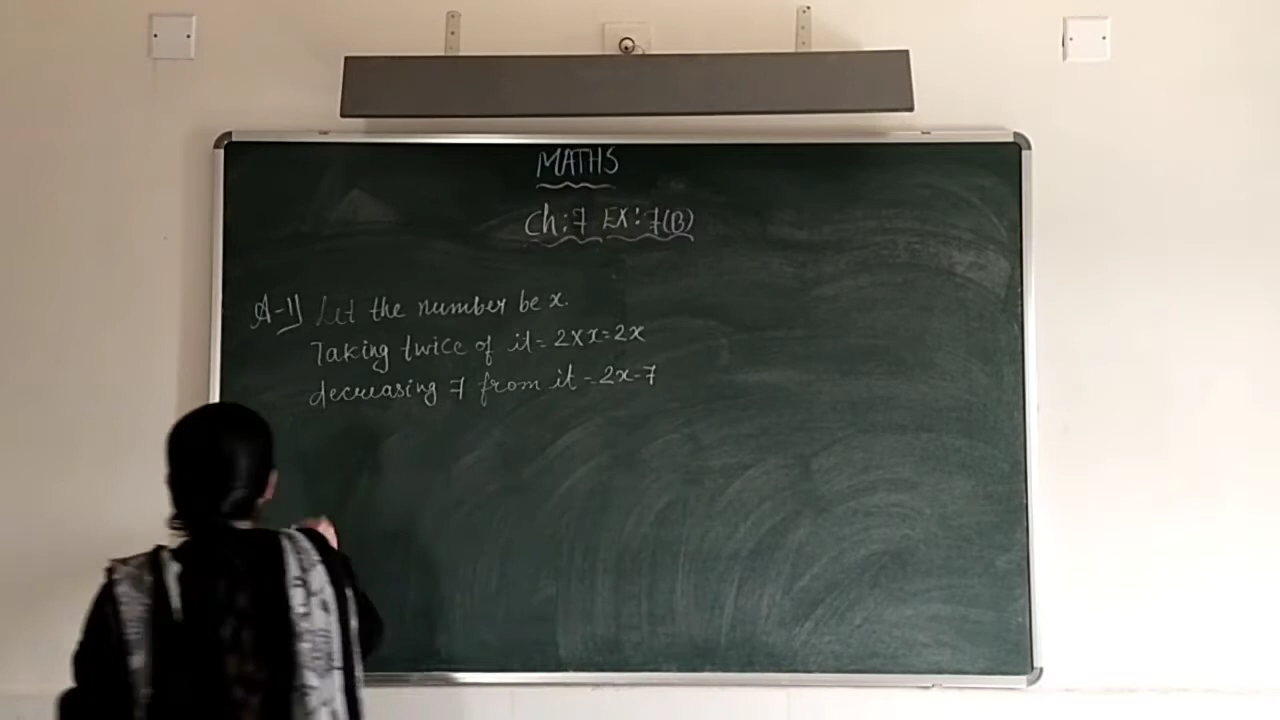 MATHS
Ch:7 EX:7(B)
A-1) Let the number be x.
Taking twice of it = 2×x=2x
decreasing 7 from it = 2x-7